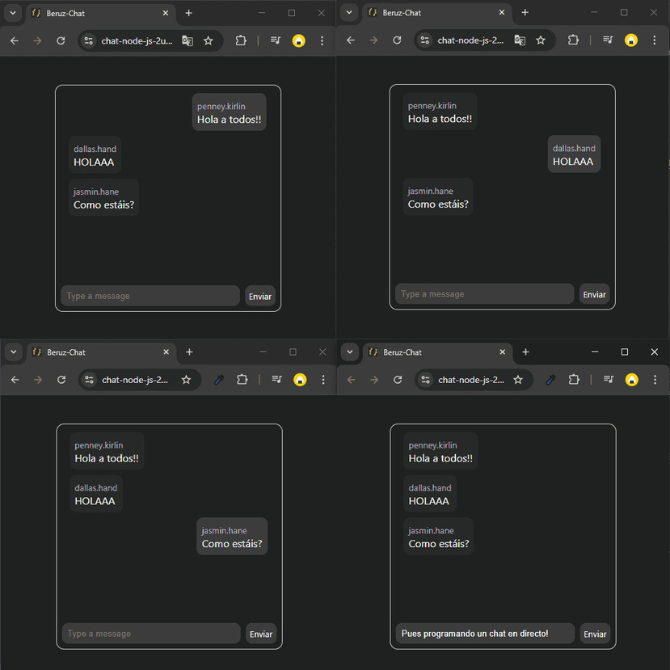 Beruz-Chat
chat-node-js-2u...
penney.kirlin
Hola a todos!!
dallas.hand
HOLAAA
jasmin.hane
Como estáis?
Type a message
Enviar
Beruz-Chat
chat-node-js-2...
penney.kirlin
Hola a todos!!
dallas.hand
HOLAAA
jasmin.hane
Como estáis?
Type a message
Enviar
Beruz-Chat
chat-node-js-2...
penney.kirlin
Hola a todos!!
dallas.hand
HOLAAA
jasmin.hane
Como estáis?
Type a message
Enviar
Beruz-Chat
chat-node-js-2...
penney.kirlin
Hola a todos!!
dallas.hand
HOLAAA
jasmin.hane
Como estáis?
Pues programando un chat en directo!
Enviar